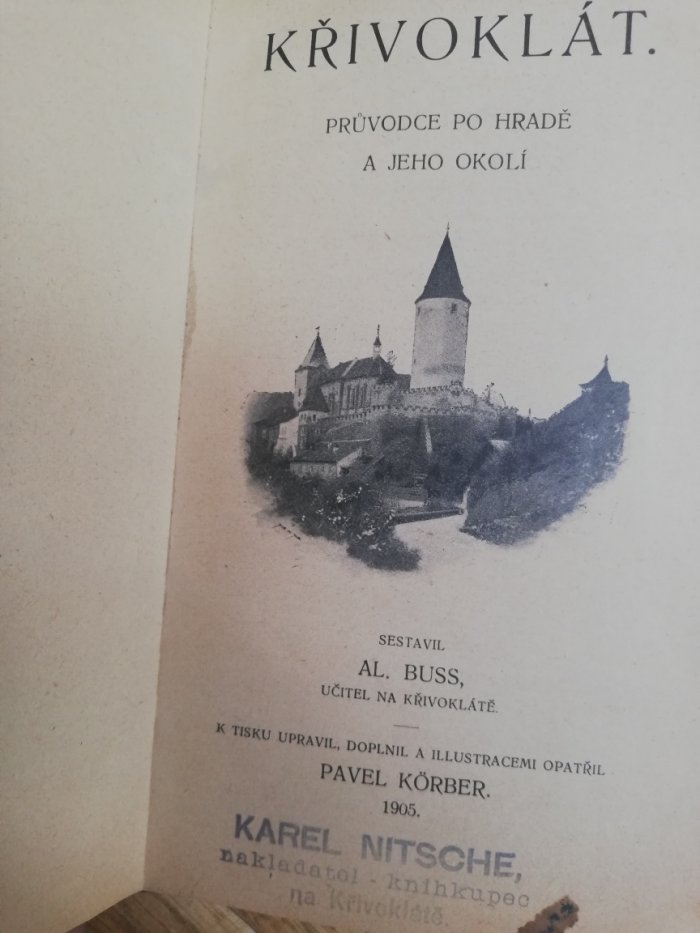 KŘIVOKLÁT.
PRŮVODCE PO HRADĚ
A JEHO OKOLÍ
SESTAVIL
AL. BUSS,
UČITEL NA KŘIVOKLÁTĚ.
K TISKU UPRAVIL, DOPLNIL A ILLUSTRACEMI OPATŘIL
PAVEL KÖRBER.
1905.
KAREL NITSCHE,
nakladatel - knihkupec
na Křivoklátě.